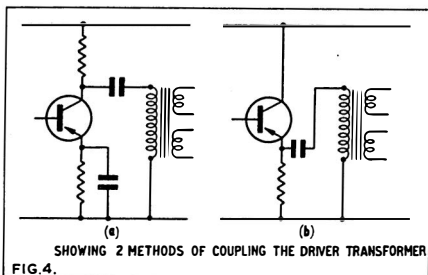 (a)
(b)
SHOWING 2 METHODS OF COUPLING THE DRIVER TRANSFORMER
FIG.4.